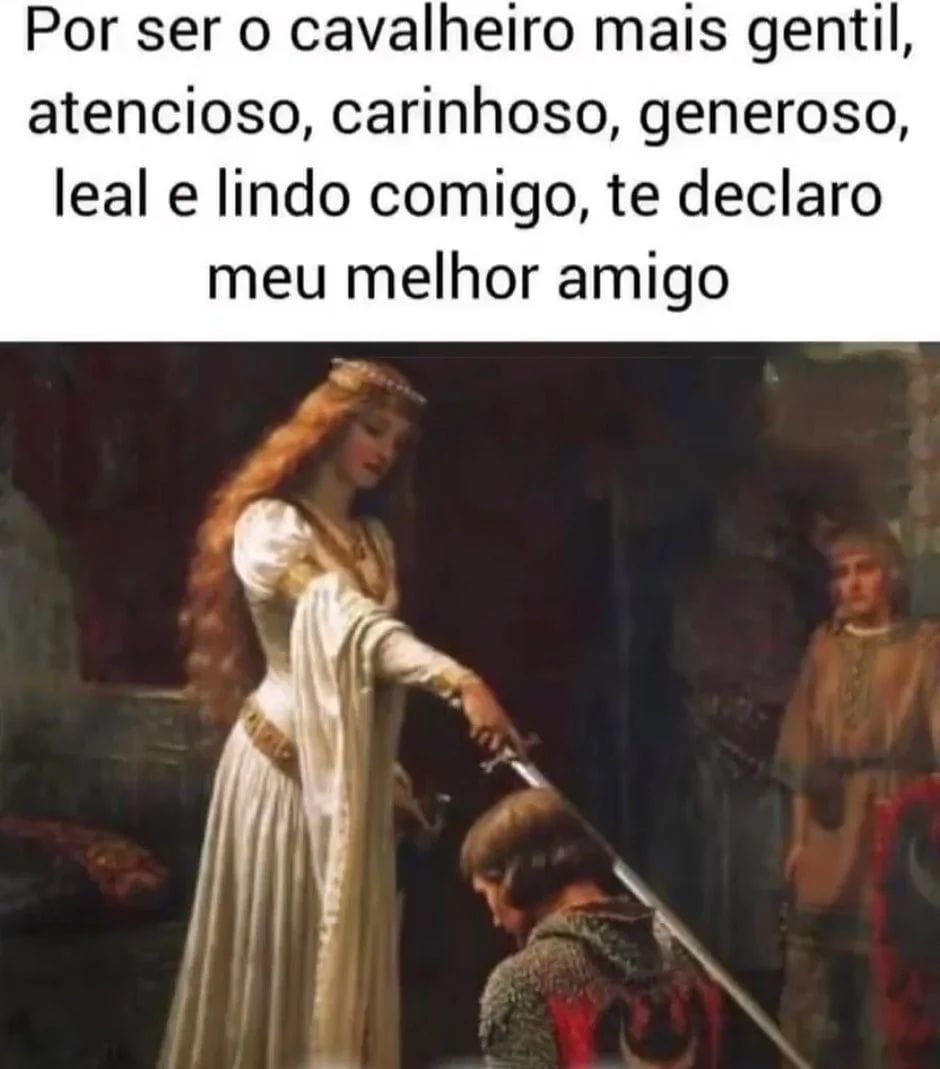 Por ser o cavalheiro mais gentil,
atencioso, carinhoso, generoso,
leal e lindo comigo, te declaro
meu melhor amigo